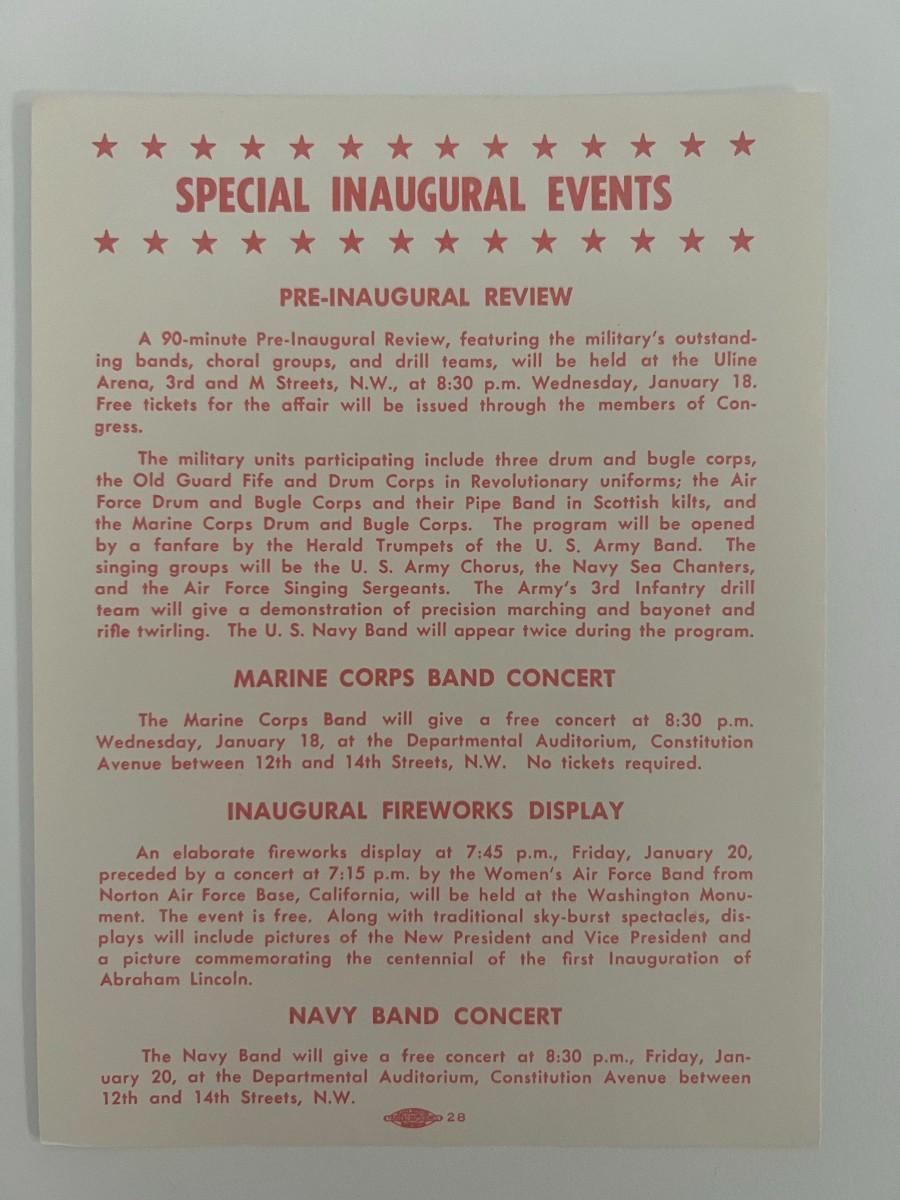 SPECIAL INAUGURAL EVENTS
PRE-INAUGURAL REVIEW
A 90-minute Pre-Inaugural Review, featuring the military's outstand-
ing bands, choral groups, and drill teams, will be held at the Uline
Arena, 3rd and M Streets, N.W., at 8:30 p.m. Wednesday, January 18.
Free tickets for the affair will be issued through the members of Con-
gress.
The military units participating include three drum and bugle corps,
the Old Guard Fife and Drum Corps in Revolutionary uniforms; the Air
Force Drum and Bugle Corps and their Pipe Band in Scottish kilts, and
the Marine Corps Drum and Bugle Corps. The program will be opened
by a fanfare by the Herald Trumpets of the U. S. Army Band. The
singing groups will be the U. S. Army Chorus, the Navy Sea Chanters,
and the Air Force Singing Sergeants. The Army's 3rd Infantry drill
team will give a demonstration of precision marching and bayonet and
rifle twirling. The U. S. Navy Band will appear twice during the program.
MARINE CORPS BAND CONCERT
The Marine Corps Band will give a free concert at 8:30 p.m.
Wednesday, January 18, at the Departmental Auditorium, Constitution
Avenue between 12th and 14th Streets, N.W. No tickets required.
INAUGURAL FIREWORKS DISPLAY
An elaborate fireworks display at 7:45 p.m., Friday, January 20,
preceded by a concert at 7:15 p.m. by the Women's Air Force Band from
Norton Air Force Base, California, will be held at the Washington Monu-
ment. The event is free. Along with traditional sky-burst spectacles, dis-
plays will include pictures of the New President and Vice President and
a picture commemorating the centennial of the first Inauguration of
Abraham Lincoln.
NAVY BAND CONCERT
The Navy Band will give a free concert at 8:30 p.m., Friday, Jan-
uary 20, at the Departmental Auditorium, Constitution Avenue between
12th and 14th Streets, N.W.
28